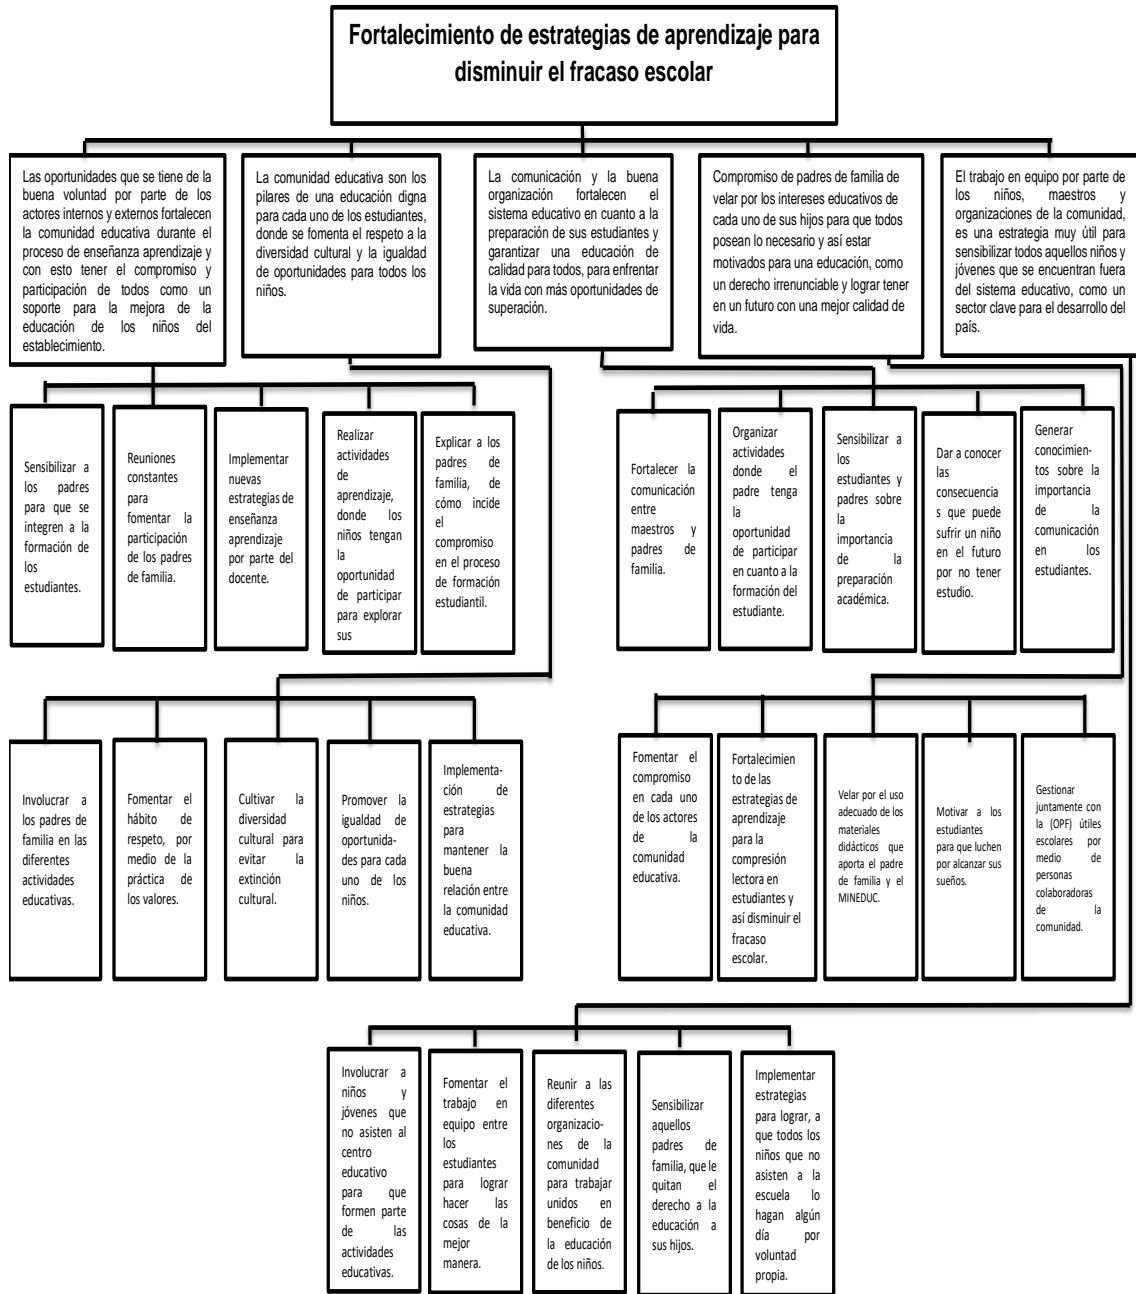 Fortalecimiento de estrategias de aprendizaje para
disminuir el fracaso escolar
Las oportunidades que se tiene de la
buena voluntad por parte de los
actores internos y externos fortalecen
la comunidad educativa durante el
proceso de enseñanza aprendizaje y
con esto tener el compromiso y
participación de todos como un
soporte para la mejora de la
educación de los niños del
establecimiento.
La comunidad educativa son los
pilares de una educación digna
para cada uno de los estudiantes,
donde se fomenta el respeto a la
diversidad cultural y la igualdad
de oportunidades para todos los
niños.
La comunicación y la buena
organización fortalecen el
sistema educativo en cuanto a la
preparación de sus estudiantes y
garantizar una educación de
calidad para todos, para enfrentar
la vida con más oportunidades de
superación.
Compromiso de padres de familia de
velar por los intereses educativos de
cada uno de sus hijos para que todos
posean lo necesario y así estar
motivados para una educación, como
un derecho irrenunciable y lograr tener
en un futuro con una mejor calidad de
vida.
El trabajo en equipo por parte de
los niños, maestros y
organizaciones de la comunidad,
es una estrategia muy útil para
sensibilizar todos aquellos niños y
jóvenes que se encuentran fuera
del sistema educativo, como un
sector clave para el desarrollo del
país.
Sensibilizar a
los padres
para que se
integren a la
formación de
los
estudiantes.
Reuniones
constantes
para
fomentar la
participación
de los padres
de familia.
Implementar
nuevas
estrategias de
enseñanza
aprendizaje
por parte del
docente.
Realizar
actividades
de
aprendizaje,
donde los
niños tengan
la
oportunidad
de participar
para explorar
sus
Explicar a los
padres de
familia, de
cómo incide
el
compromiso
en el proceso
de formación
estudiantil.
Fortalecer la
comunicación
entre
maestros y
padres de
familia.
Organizar
actividades
donde el
padre tenga
la
oportunidad
de participar
en cuanto a la
formación del
estudiante.
Sensibilizar a
los
estudiantes y
padres sobre
la
importancia
de la
preparación
académica.
Dar a conocer
las
consecuencia
s que puede
sufrir un niño
en el futuro
por no tener
estudio.
Generar
conocimien-
tos sobre la
importancia
de la
comunicación
en los
estudiantes.
Involucrar a
los padres de
familia en las
diferentes
actividades
educativas.
Fomentar el
hábito de
respeto, por
medio de la
práctica de
los valores.
Cultivar la
diversidad
cultural para
evitar la
extinción
cultural.
Promover la
igualdad de
oportunida-
des para cada
uno de los
niños.
Implementa-
ción de
estrategias
para
mantener la
buena
relación entre
la comunidad
educativa.
Fomentar el
compromiso
en cada uno
de los actores
de la
comunidad
educativa.
Fortalecimien
to de las
estrategias de
aprendizaje
para la
compresión
lectora en
estudiantes y
así disminuir el
fracaso
escolar.
Velar por el uso
adecuado de los
materiales
didácticos que
aporta el padre
de familia y el
MINEDUC.
Motivar a los
estudiantes
para que luchen
por alcanzar sus
sueños.
Gestionar
juntamente con
la (OPF) útiles
escolares por
medio de
personas
colaboradoras
de la
comunidad.
Involucrar a
niños y
jóvenes que
no asisten al
centro
educativo
para que
formen parte
de las
actividades
educativas.
Fomentar el
trabajo en
equipo entre
los
estudiantes
para lograr
hacer las
cosas de la
mejor
manera.
Reunir a las
diferentes
organizacio-
nes de la
comunidad
para trabajar
unidos en
beneficio de
la educación
de los niños.
Sensibilizar
aquellos
padres de
familia, que le
quitan el
derecho a la
educación a
sus hijos.
Implementar
estrategias
para lograr, a
que todos los
niños que no
asisten a la
escuela lo
hagan algún
día por
voluntad
propia.